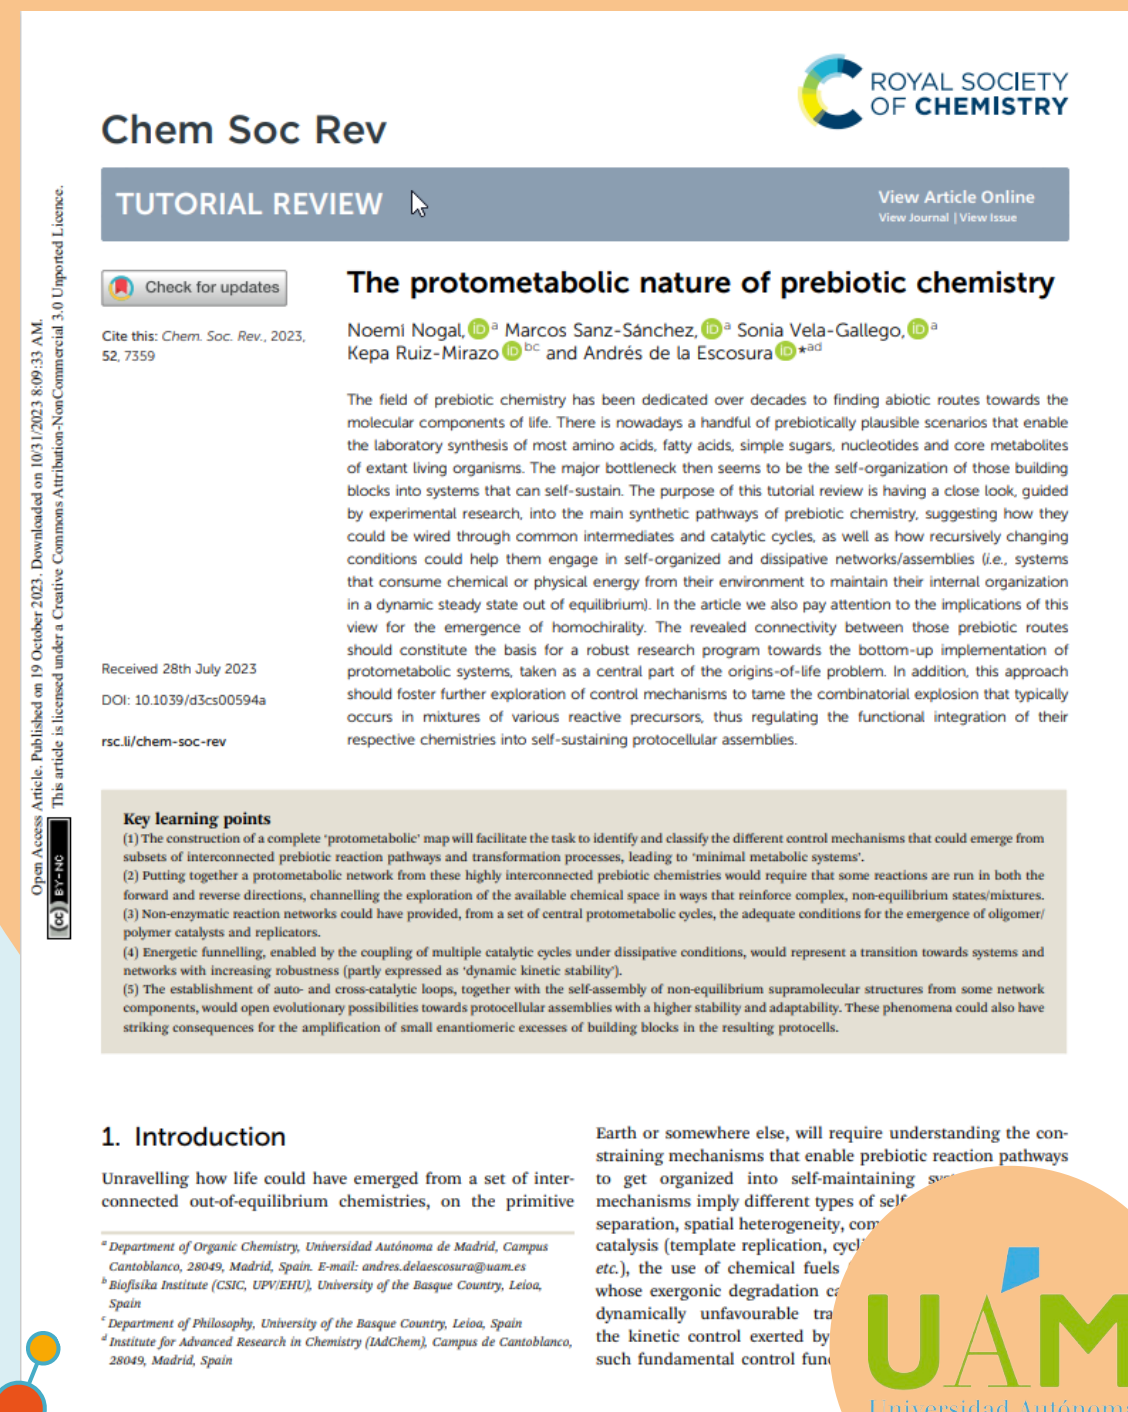 ROYAL SOCIETY
OF CHEMISTRY
Chem Soc Rev
TUTORIAL REVIEW
View Article Online
View Journal | View Issue
Open Access Article. Published on 19 October 2023. Downloaded on 10/31/2023 8:09:33 AM.
This article is licensed under a Creative Commons Attribution-NonCommercial 3.0 Unported Licence.
(cc) BY-NC
Check for updates
Cite this: Chem. Soc. Rev., 2023,
52, 7359
Received 28th July 2023
DOI: 10.1039/d3cs00594a
rsc.li/chem-soc-rev
The protometabolic nature of prebiotic chemistry
Noemí Nogal, iD a Marcos Sanz-Sánchez, iD a Sonia Vela-Gallego, iD a
Kepa Ruiz-Mirazo iD bc and Andrés de la Escosura iD *ad
The field of prebiotic chemistry has been dedicated over decades to finding abiotic routes towards the
molecular components of life. There is nowadays a handful of prebiotically plausible scenarios that enable
the laboratory synthesis of most amino acids, fatty acids, simple sugars, nucleotides and core metabolites
of extant living organisms. The major bottleneck then seems to be the self-organization of those building
blocks into systems that can self-sustain. The purpose of this tutorial review is having a close look, guided
by experimental research, into the main synthetic pathways of prebiotic chemistry, suggesting how they
could be wired through common intermediates and catalytic cycles, as well as how recursively changing
conditions could help them engage in self-organized and dissipative networks/assemblies (i.e., systems
that consume chemical or physical energy from their environment to maintain their internal organization
in a dynamic steady state out of equilibrium). In the article we also pay attention to the implications of this
view for the emergence of homochirality. The revealed connectivity between those prebiotic routes
should constitute the basis for a robust research program towards the bottom-up implementation of
protometabolic systems, taken as a central part of the origins-of-life problem. In addition, this approach
should foster further exploration of control mechanisms to tame the combinatorial explosion that typically
occurs in mixtures of various reactive precursors, thus regulating the functional integration of their
respective chemistries into self-sustaining protocellular assemblies.
Key learning points
(1) The construction of a complete 'protometabolic' map will facilitate the task to identify and classify the different control mechanisms that could emerge from
subsets of interconnected prebiotic reaction pathways and transformation processes, leading to 'minimal metabolic systems'.
(2) Putting together a protometabolic network from these highly interconnected prebiotic chemistries would require that some reactions are run in both the
forward and reverse directions, channelling the exploration of the available chemical space in ways that reinforce complex, non-equilibrium states/mixtures.
(3) Non-enzymatic reaction networks could have provided, from a set of central protometabolic cycles, the adequate conditions for the emergence of oligomer/
polymer catalysts and replicators.
(4) Energetic funnelling, enabled by the coupling of multiple catalytic cycles under dissipative conditions, would represent a transition towards systems and
networks with increasing robustness (partly expressed as 'dynamic kinetic stability').
(5) The establishment of auto- and cross-catalytic loops, together with the self-assembly of non-equilibrium supramolecular structures from some network
components, would open evolutionary possibilities towards protocellular assemblies with a higher stability and adaptability. These phenomena could also have
striking consequences for the amplification of small enantiomeric excesses of building blocks in the resulting protocells.
1. Introduction
Unravelling how life could have emerged from a set of inter-
connected out-of-equilibrium chemistries, on the primitive
a Department of Organic Chemistry, Universidad Autónoma de Madrid, Campus
Cantoblanco, 28049, Madrid, Spain. E-mail: andres.delaescosura@uam.es
b Biofisika Institute (CSIC, UPV/EHU), University of the Basque Country, Leioa,
Spain
c Department of Philosophy, University of the Basque Country, Leioa, Spain
d Institute for Advanced Research in Chemistry (IAdChem), Campus de Cantoblanco,
28049, Madrid, Spain
Earth or somewhere else, will require understanding the con-
straining mechanisms that enable prebiotic reaction pathways
to get organized into self-maintaining
mechanisms imply different types of self
separation, spatial heterogeneity,
catalysis (template replication,
etc.), the use of chemical fuels
whose exergonic degradation
dynamically unfavourable
the kinetic control exerted by
such fundamental control
UAM
Universidad Autónoma